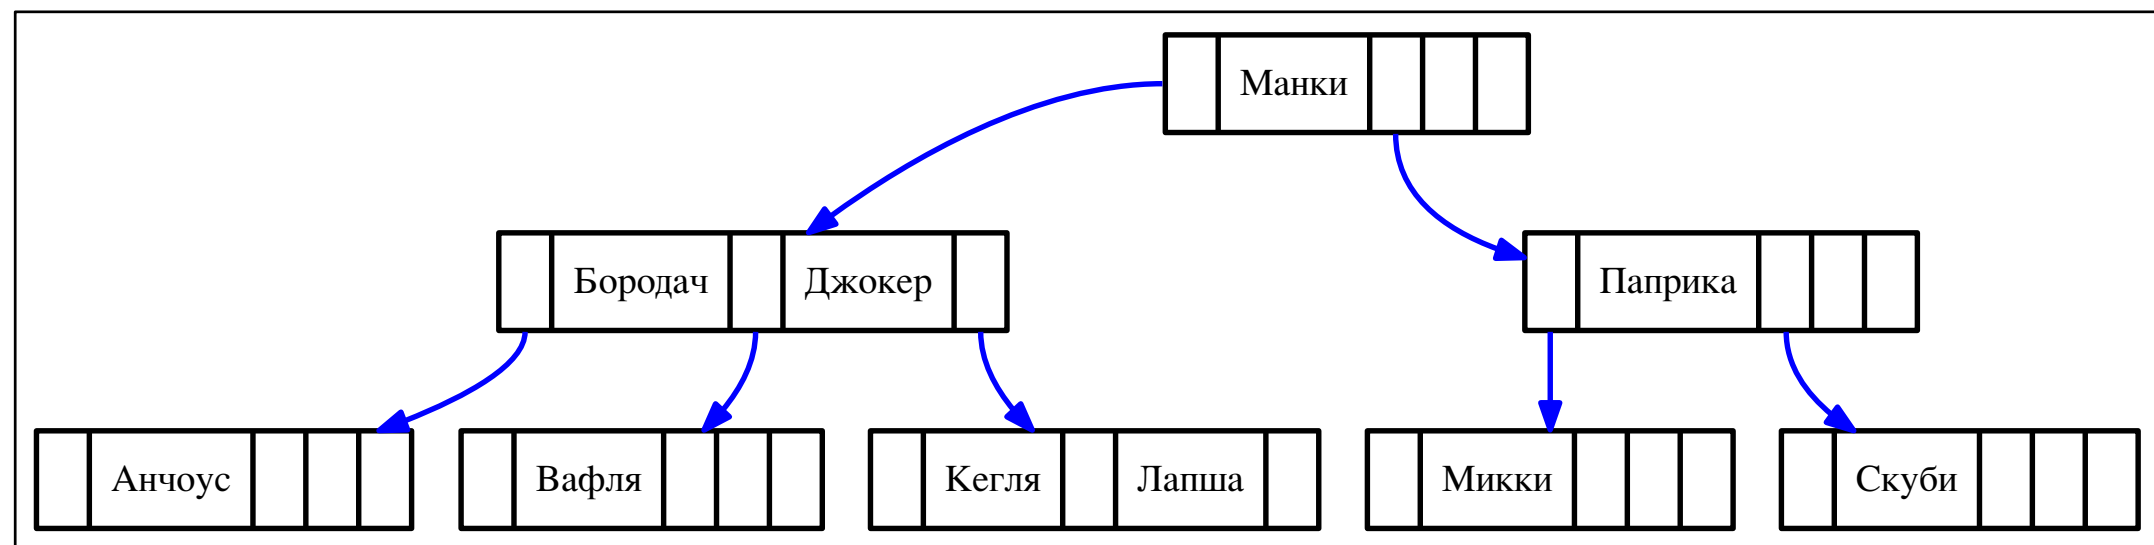 Манки
Бородач Джокер
Паприка
Анчоус
Вафля
Кегля Лапша
Микки
Скуби